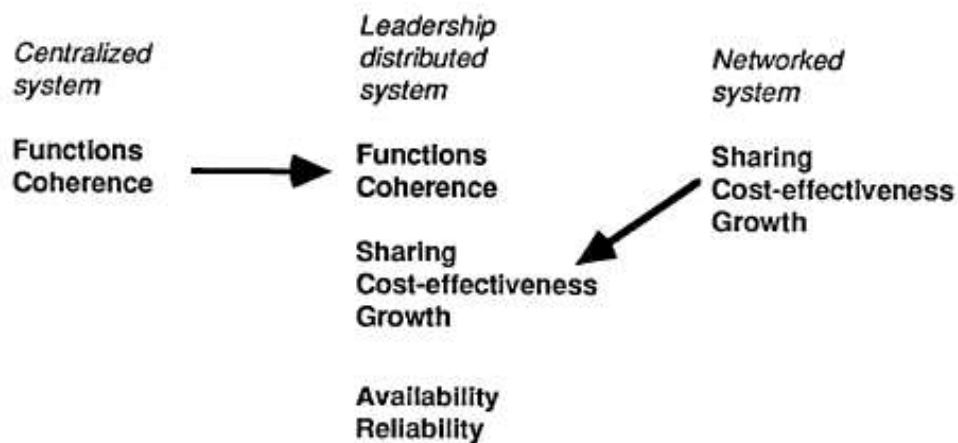 Centralized
system
Functions
Coherence
Leadership
distributed
system
Functions
Coherence
Sharing
Cost-effectiveness
Growth
Availability
Reliability
Networked
system
Sharing
Cost-effectiveness
Growth